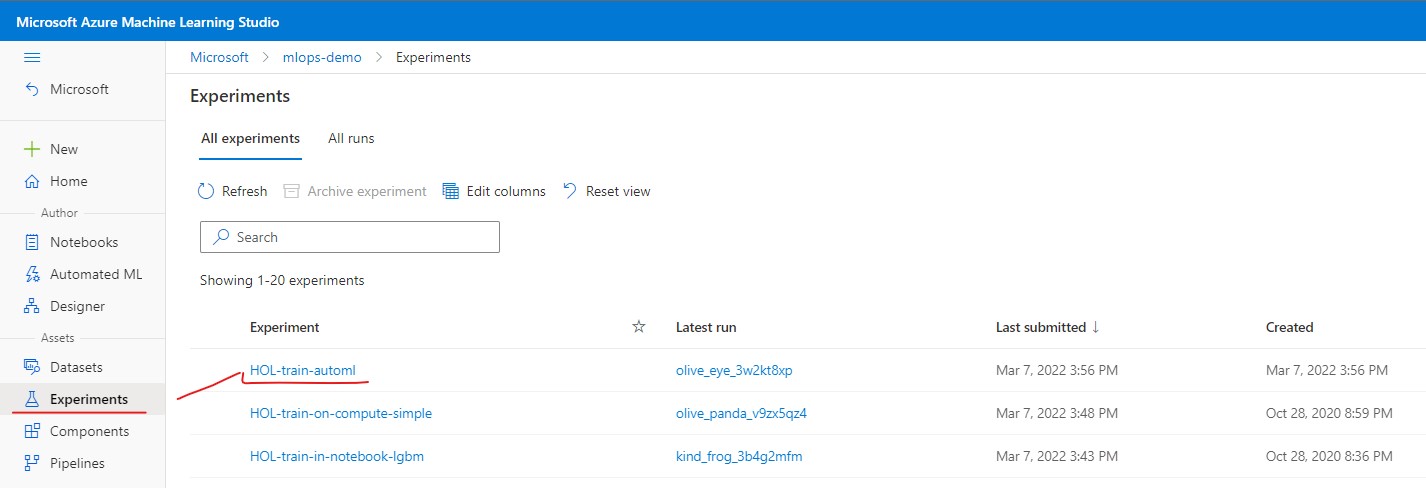 Microsoft Azure Machine Learning Studio
Microsoft > mlops-demo > Experiments
Microsoft
New
Home
Author
Notebooks
Automated ML
Designer
Assets
Datasets
Experiments
Components
Pipelines
Experiments
All experiments All runs
Refresh Archive experiment Edit columns Reset view
Search
Showing 1-20 experiments
Experiment Latest run Last submitted ↓ Created
HOL-train-automl olive_eye_3w2kt8xp Mar 7, 2022 3:56 PM Mar 7, 2022 3:56 PM
HOL-train-on-compute-simple olive_panda_v9zx5qz4 Mar 7, 2022 3:48 PM Oct 28, 2020 8:59 PM
HOL-train-in-notebook-lgbm kind_frog_3b4g2mfm Mar 7, 2022 3:43 PM Oct 28, 2020 8:36 PM